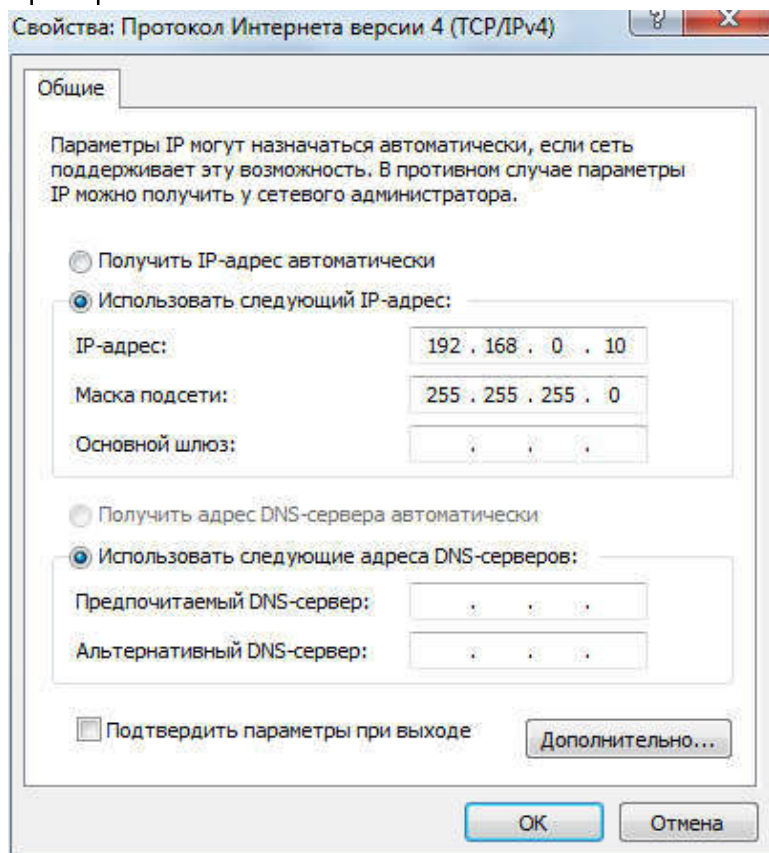 Свойства: Протокол Интернета версии 4 (TCP/IPv4)
Общие
Параметры IP могут назначаться автоматически, если сеть
поддерживает эту возможность. В противном случае параметры
IP можно получить у сетевого администратора.
Получить IP-адрес автоматически
Использовать следующий IP-адрес:
IP-адрес: 192 . 168 . 0 . 10
Маска подсети: 255 . 255 . 255 . 0
Основной шлюз: . . .
Получить адрес DNS-сервера автоматически
Использовать следующие адреса DNS-серверов:
Предпочитаемый DNS-сервер: . . .
Альтернативный DNS-сервер: . . .
Подтвердить параметры при выходе
Дополнительно...
ОК Отмена